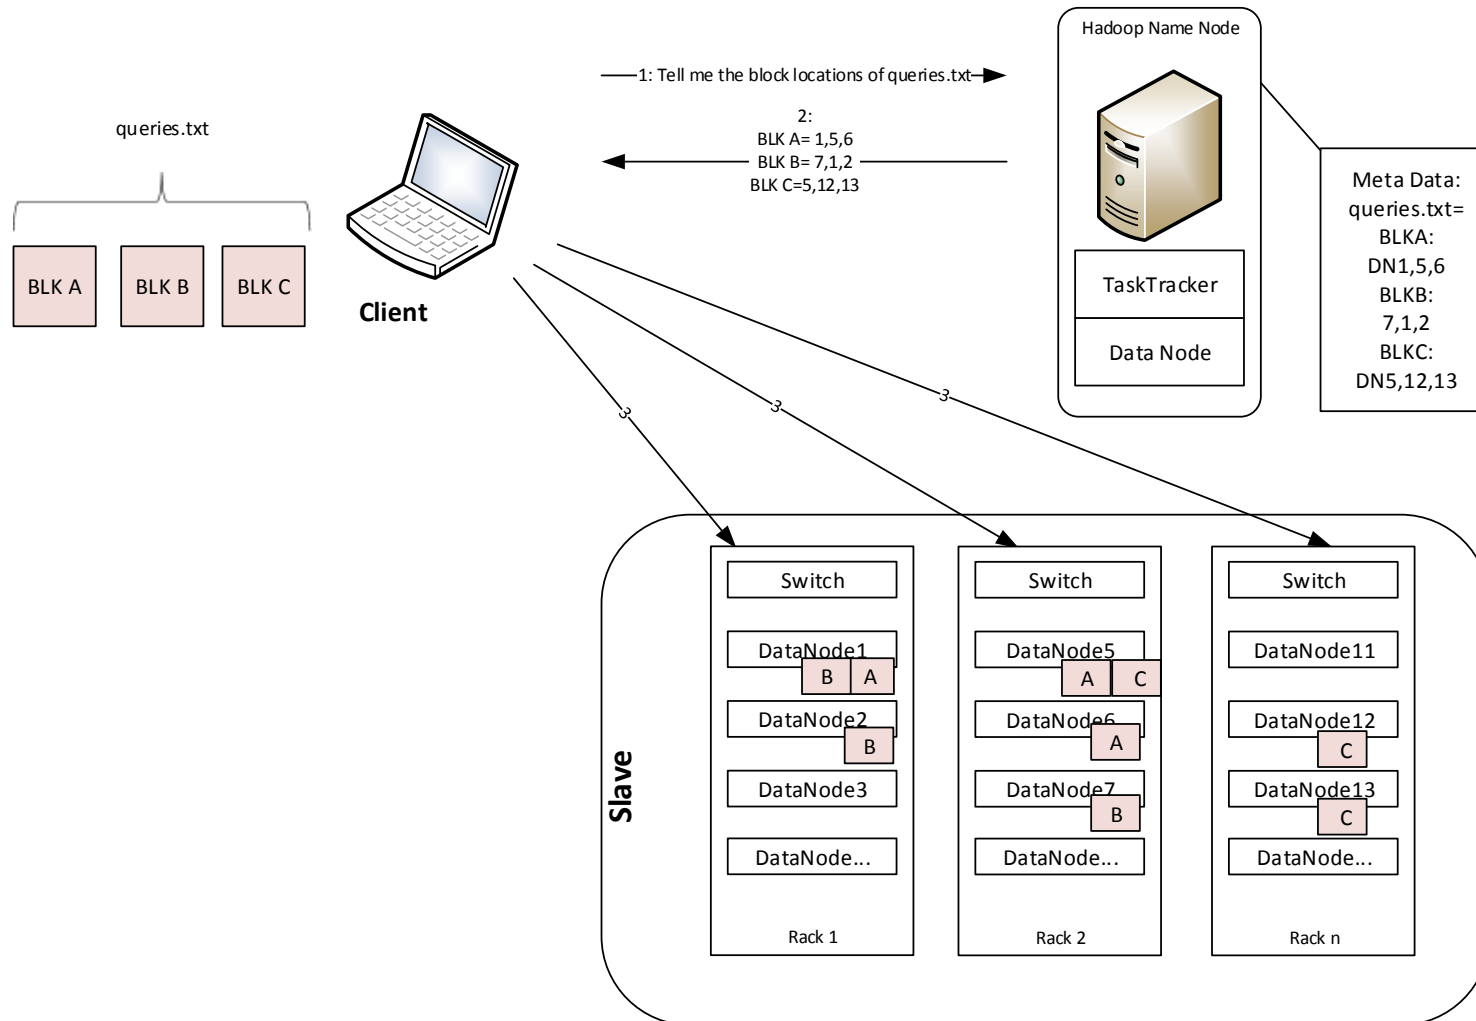 Hadoop Name Node
1: Tell me the block locations of queries.txt
2:
BLK A= 1,5,6
BLK B= 7,1,2
BLK C=5,12,13
queries.txt
BLK A
BLK B
BLK C
Client
Meta Data:
queries.txt=
BLKA:
DN1,5,6
BLKB:
7,1,2
BLKC:
DN5,12,13
TaskTracker
Data Node
3
3
3
Slave
Switch
DataNode1
B
A
DataNode2
B
DataNode3
DataNode...
Rack 1
Switch
DataNode5
A
C
DataNode6
A
DataNode7
B
DataNode...
Rack 2
Switch
DataNode11
DataNode12
C
DataNode13
C
DataNode...
Rack n